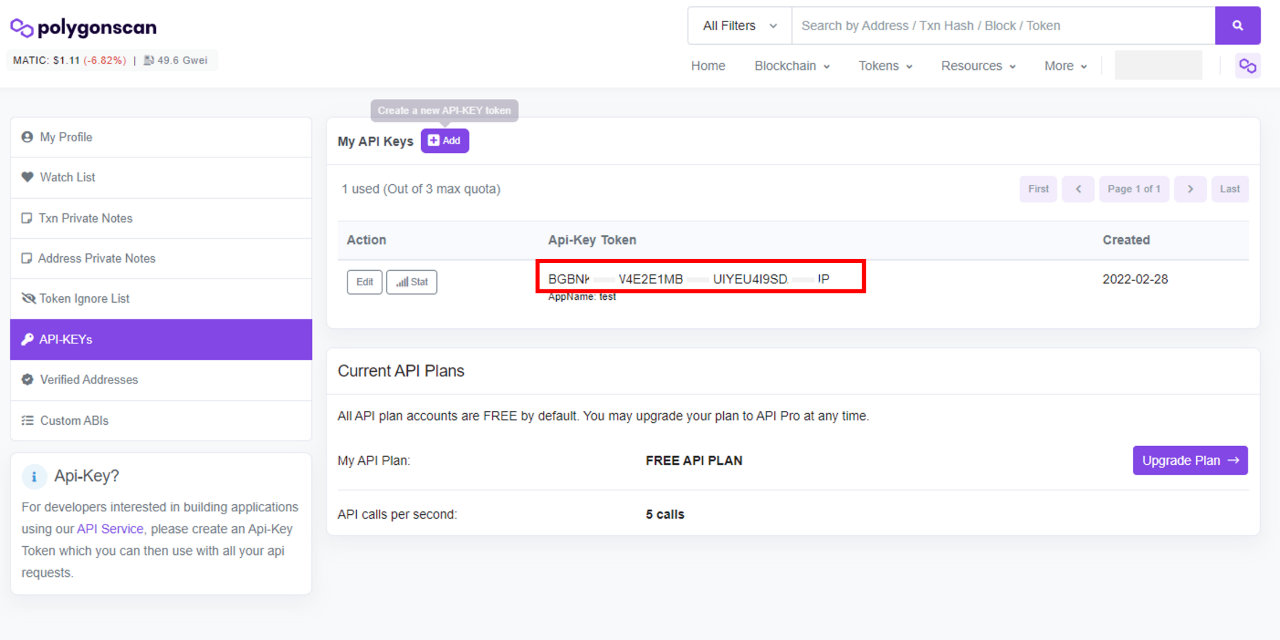 polygonscan
MATIC: $1.11 (-6.82%) | 49.6 Gwei
All Filters
Search by Address / Txn Hash / Block / Token
Home Blockchain Tokens Resources More
Create a new API-KEY token
My Profile
Watch List
Txn Private Notes
Address Private Notes
Token Ignore List
API-KEYs
Verified Addresses
Custom ABIs
Api-Key?
For developers interested in building applications
using our API Service, please create an Api-Key
Token which you can then use with all your api
requests.
My API Keys Add
1 used (Out of 3 max quota)
First Page 1 of 1 Last
Action Api-Key Token Created
Edit Stat W4E2E1MB UIYEU4I9SD 2022-02-28
AppName: test
Current API Plans
All API plan accounts are FREE by default. You may upgrade your plan to API Pro at any time.
My API Plan: FREE API PLAN Upgrade Plan →
API calls per second: 5 calls